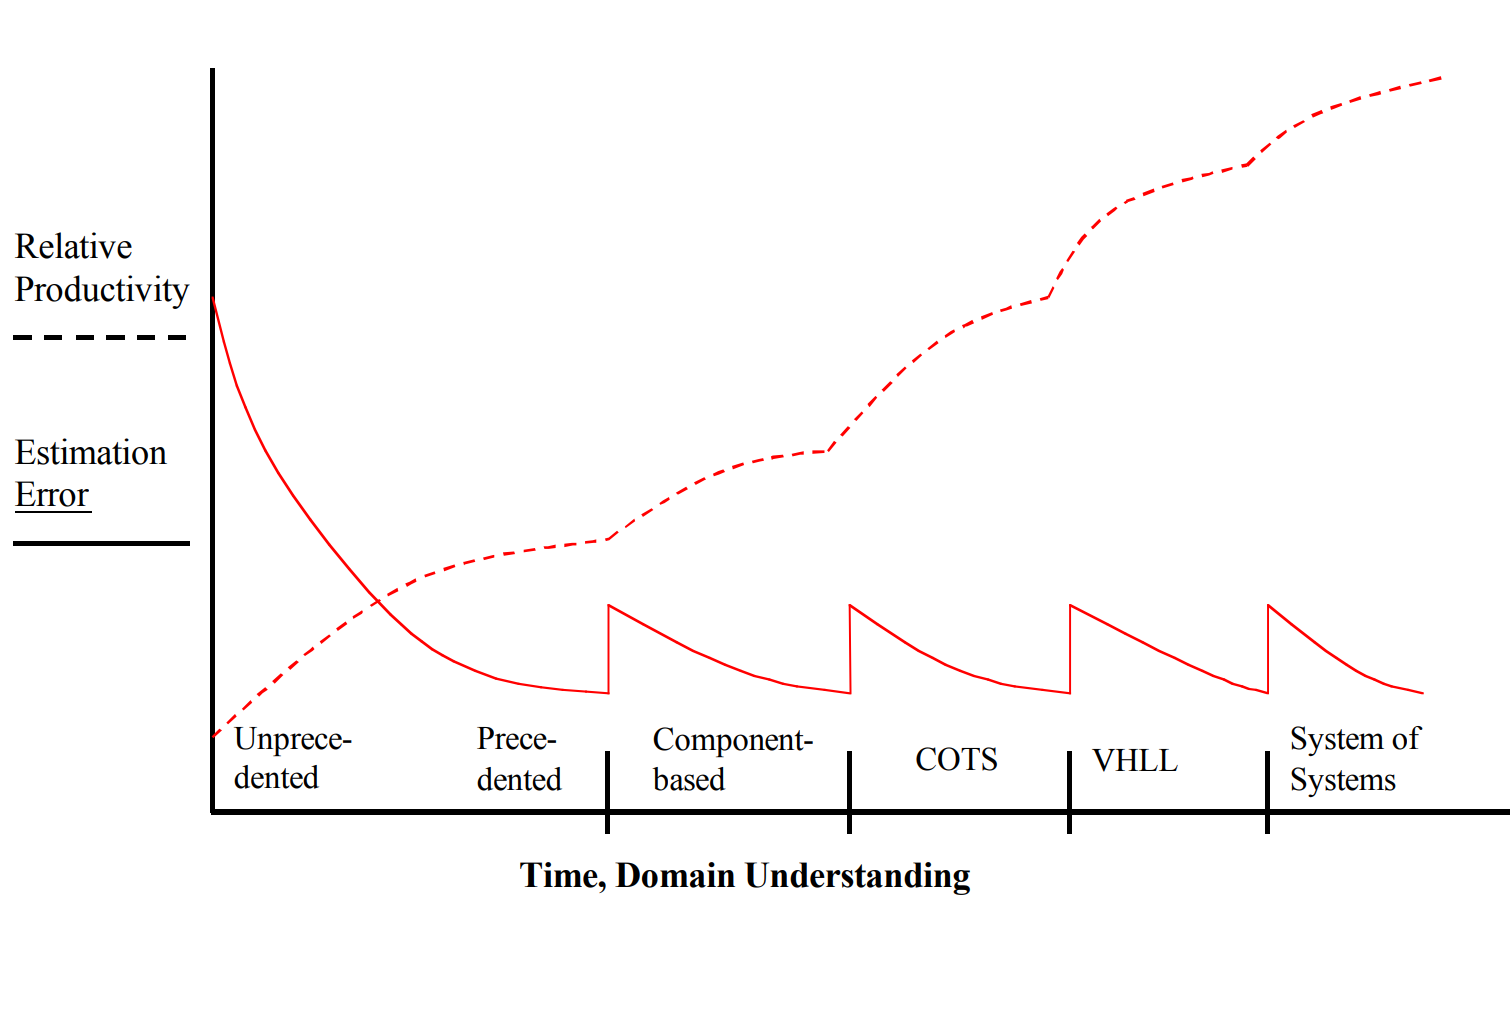 Relative
Productivity
Estimation
Error
Unprece-
dented
Prece-
dented
Component-
based
COTS
VHLL
System of
Systems
Time, Domain Understanding